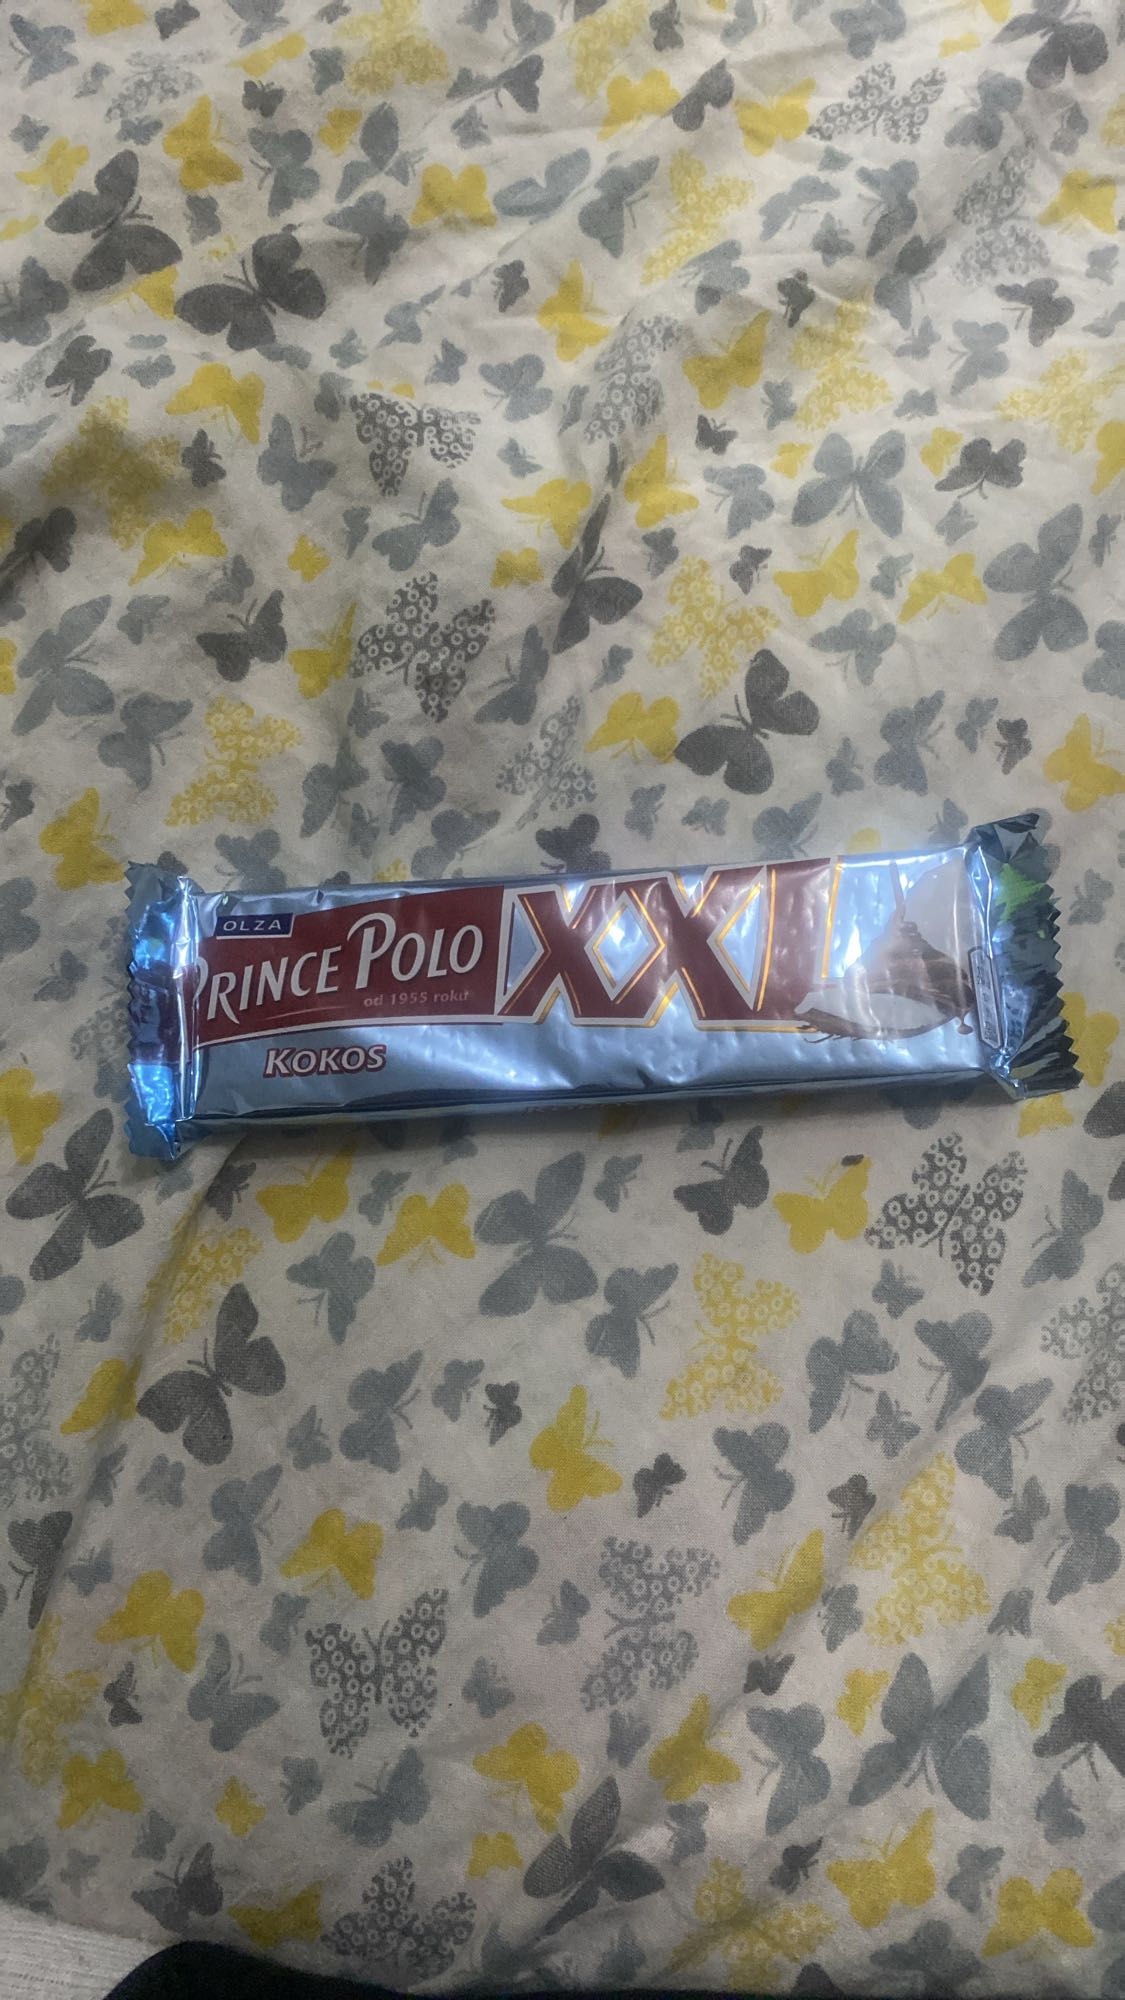 OLZA
PRINCE POLO XXL
od 1955 roku
KOKOS